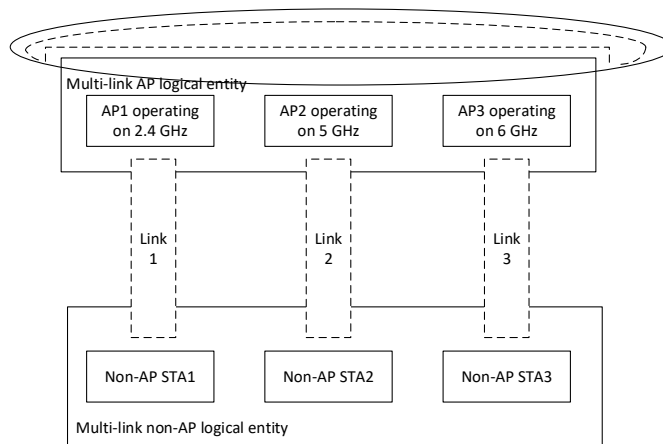 Multi-link AP logical entity
AP1 operating
on 2.4 GHz
AP2 operating
on 5 GHz
AP3 operating
on 6 GHz
Link
1
Link
2
Link
3
Non-AP STA1
Non-AP STA2
Non-AP STA3
Multi-link non-AP logical entity